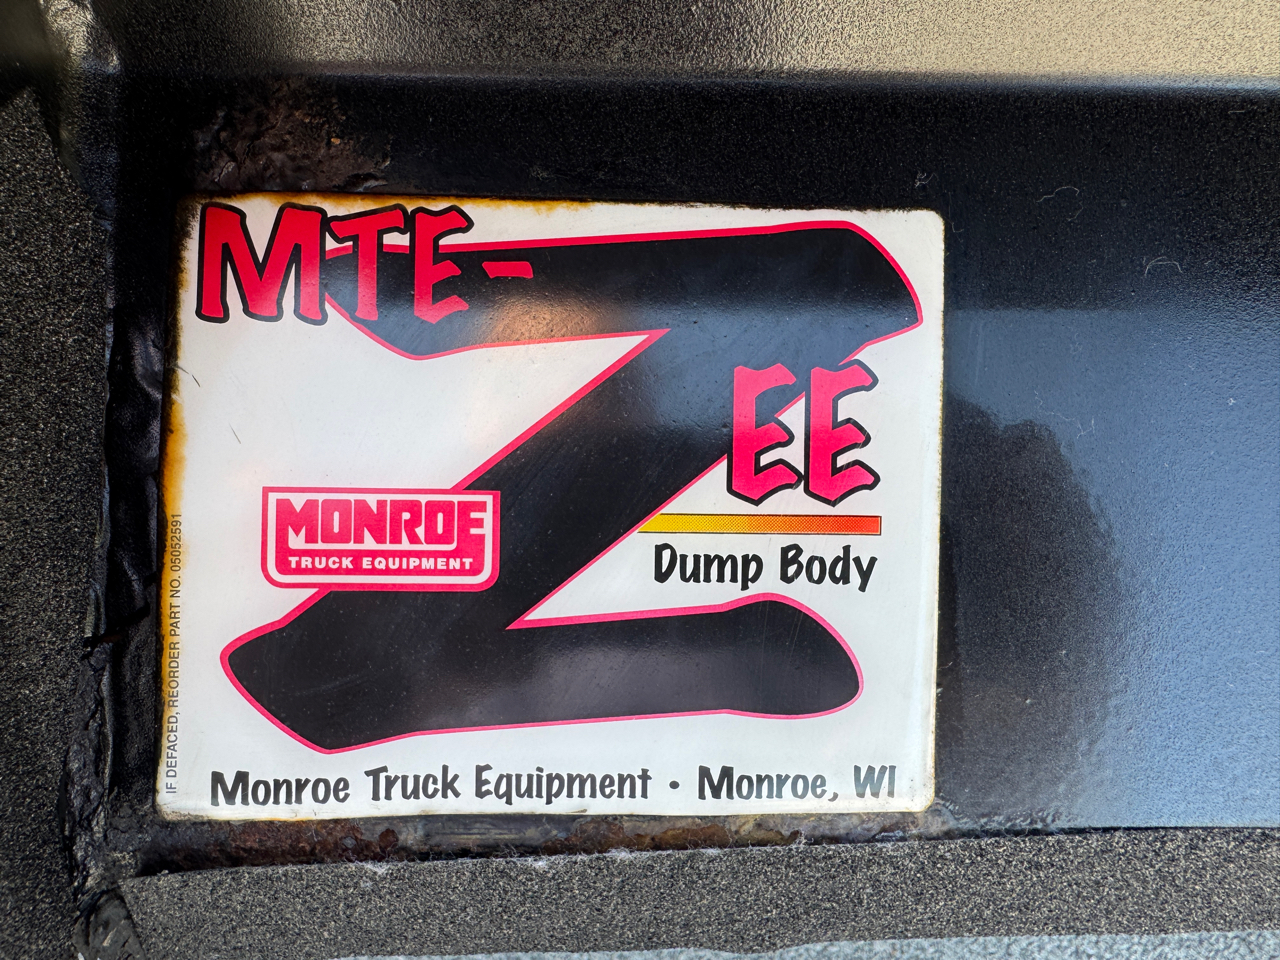 MTE-
ZEE
Dump Body
MONROE
TRUCK EQUIPMENT
IF DEFACED, REORDER PART NO. 05052591
Monroe Truck Equipment • Monroe, WI